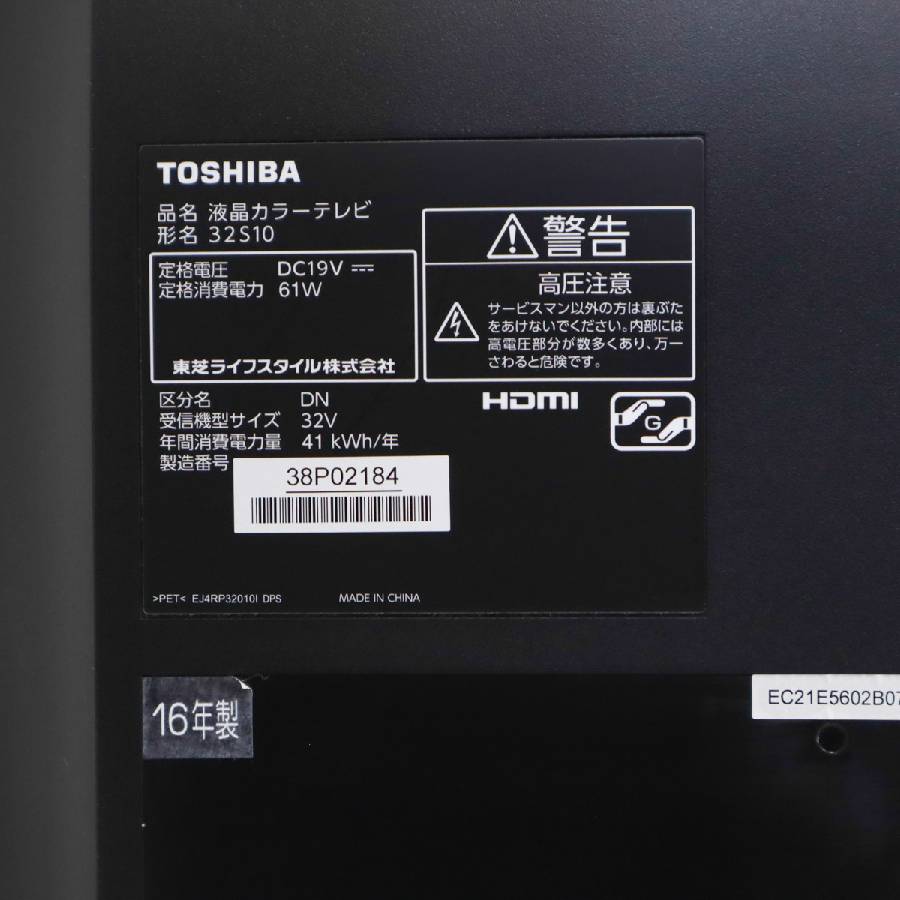 TOSHIBA
品名 液晶カラーテレビ
形名 32S10
定格電圧 DC19V ⎓
定格消費電力 61W
東芝ライフスタイル株式会社
警告
高圧注意
サービスマン以外の方は裏ぶた
をあけないでください。内部には
高電圧部分が数多くあり、万一
さわると危険です。
HDMI
G
区分名 DN
受信機型サイズ 32V
年間消費電力量 41 kWh/年
製造番号
38P02184
>PET< EJ4RP32010I DPS MADE IN CHINA
16年製
EC21E5602B07